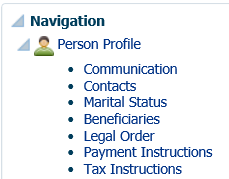 Navigation
Person Profile
Communication
Contacts
Marital Status
Beneficiaries
Legal Order
Payment Instructions
Tax Instructions